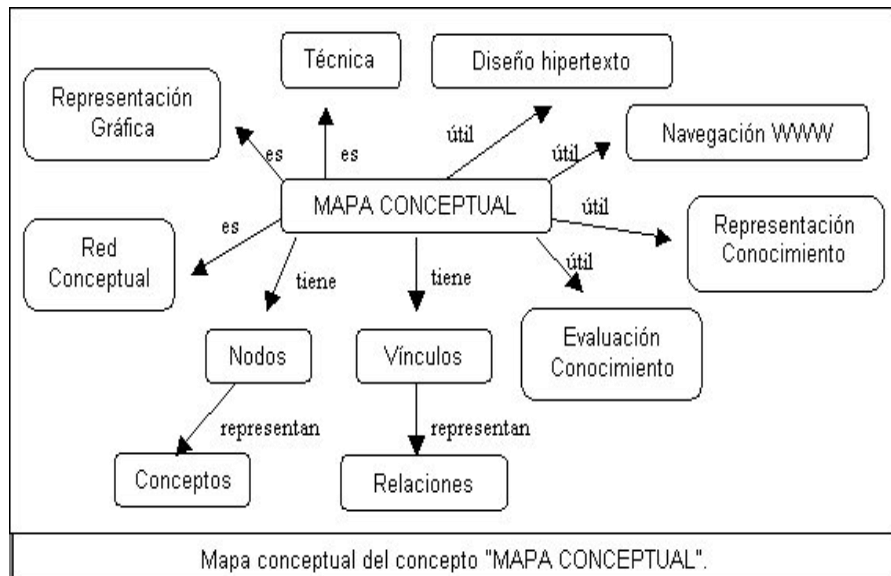 Técnica
Diseño hipertexto
Representación
Gráfica
Navegación WWW
útil
útil
es
es
MAPA CONCEPTUAL
útil
Representación
Conocimiento
es
Red
Conceptual
útil
tiene
tiene
Nodos
Vínculos
Evaluación
Conocimiento
representan
representan
Conceptos
Relaciones
Mapa conceptual del concepto "MAPA CONCEPTUAL".